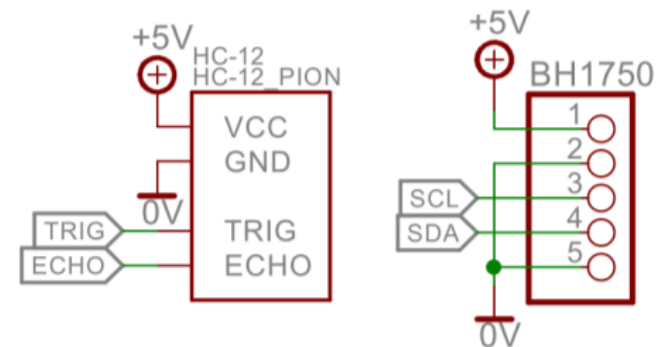 +5V
HC-12
HC-12_PION
VCC
GND
0V
TRIG
TRIG
ECHO
ECHO
+5V
BH1750
1
2
SCL
3
SDA
4
5
0V